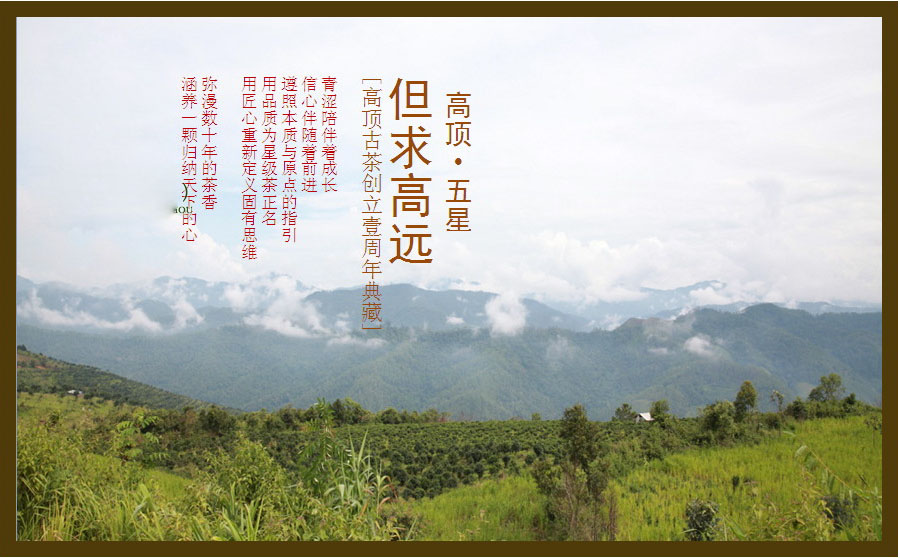 高顶·五星
但求高远
[高顶古茶创立壹周年典藏]
青涩陪伴着成长
信心伴随着前进
遵照本质与原点的指引
用品质为星级茶正名
用匠心重新定义固有思维
弥漫数十年的茶香
涵养一颗归纳天下的心
aou